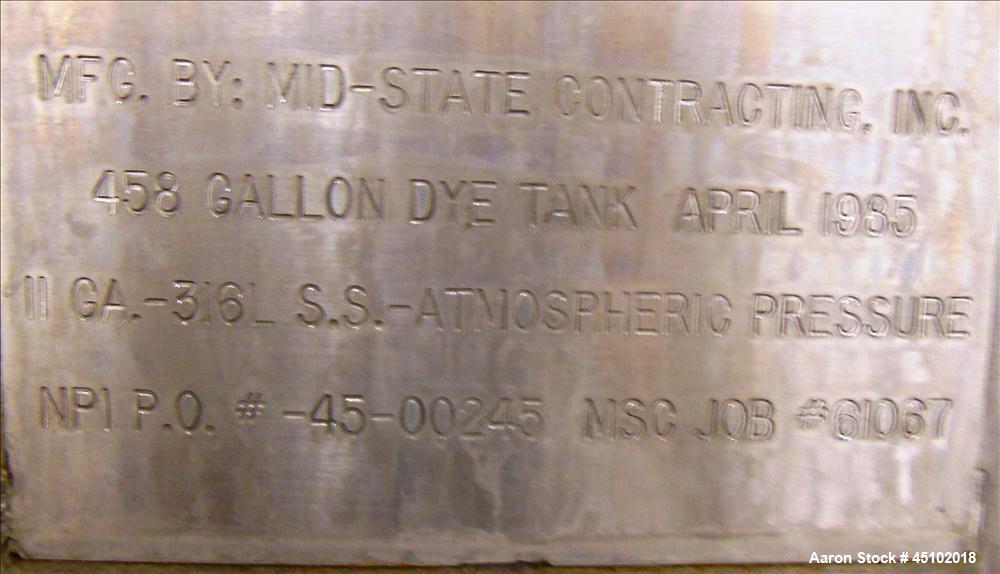 MFG. BY: MID-STATE CONTRACTING, INC.
458 GALLON DYE TANK APRIL 1985
11 GA.-316L S.S.-ATMOSPHERIC PRESSURE
NPI P.O. # -45-00245 MSC JOB #61067
Aaron Stock # 45102018